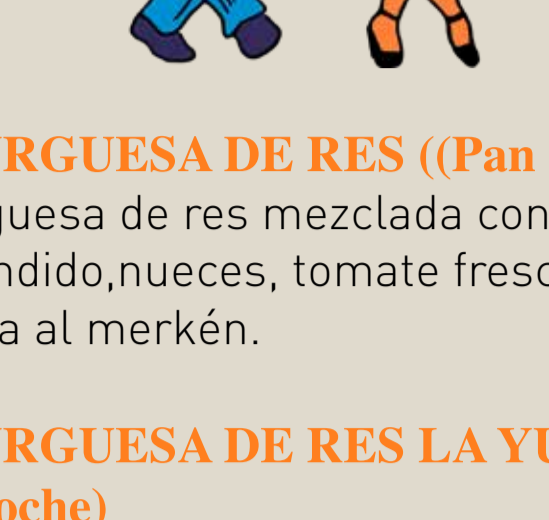 RGUESA DE RES ((Pan
guesa de res mezclada con
ndido,nueces, tomate fresc
a al merkén.
RGUESA DE RES LA YU
oche)